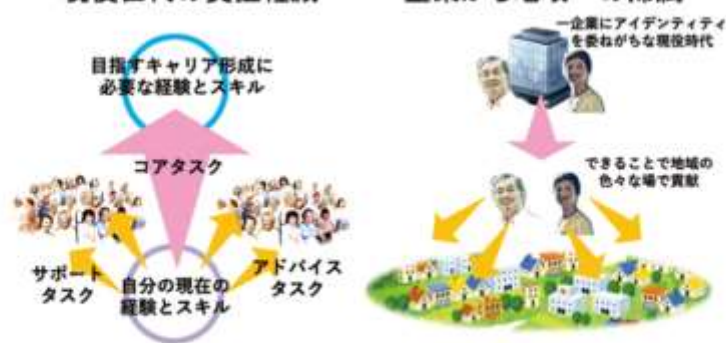 目指すキャリア形成に
必要な経験とスキル
コアタスク
サポート
タスク
自分の現在の
経験とスキル
アドバイス
タスク
一企業にアイデンティティ
を委ねがちな現役時代
できることで地域の
色々な場で貢献